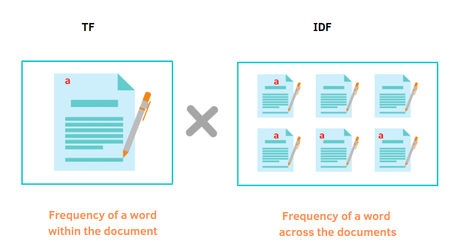 TF
IDF
a
a
a
a
a
Frequency of a word
within the document
Frequency of a word
across the documents